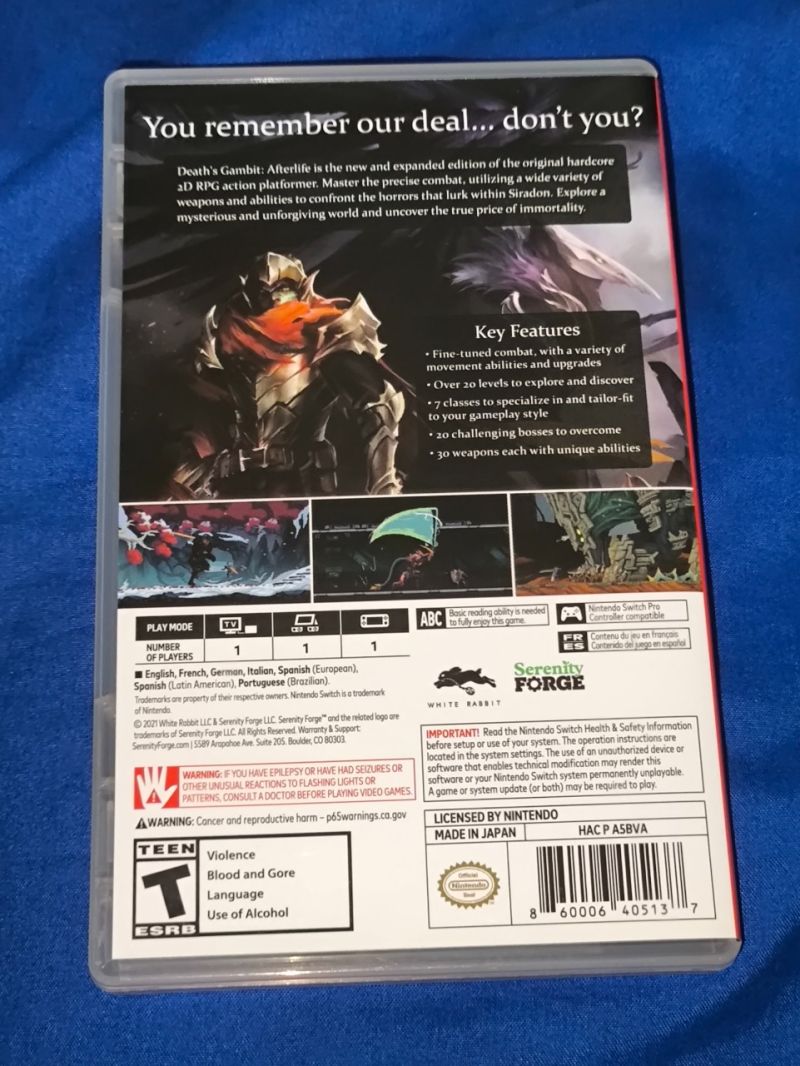 You remember our deal... don't you?
Death's Gambit: Afterlife is the new and expanded edition of the original hardcore
2D RPG action platformer. Master the precise combat, utilizing a wide variety of
weapons and abilities to confront the horrors that lurk within Siradon. Explore a
mysterious and unforgiving world and uncover the true price of immortality.
Key Features
• Fine-tuned combat, with a variety of
movement abilities and upgrades
• Over 20 levels to explore and discover
• 7 classes to specialize in and tailor-fit
to your gameplay style
• 20 challenging bosses to overcome
• 30 weapons each with unique abilities
PLAY MODE
TV
NUMBER
OF PLAYERS
1
1
1
ABC
Basic reading ability is needed
to fully enjoy this game.
Nintendo Switch Pro
Controller compatible
FR
ES
Contenu du jeu en français
Contenido del juego en español
English, French, German, Italian, Spanish (European),
Spanish (Latin American), Portuguese (Brazilian).
Trademarks are property of their respective owners. Nintendo Switch is a trademark
of Nintendo.
© 2021 White Rabbit LLC & Serenity Forge LLC. Serenity Forge™ and the related logo are
trademarks of Serenity Forge LLC. All Rights Reserved. Warranty & Support:
SerenityForge.com | 5589 Arapahoe Ave. Suite 205. Boulder, CO 80303.
WHITE RABBIT
Serenity
FORGE
WARNING: IF YOU HAVE EPILEPSY OR HAVE HAD SEIZURES OR
OTHER UNUSUAL REACTIONS TO FLASHING LIGHTS OR
PATTERNS, CONSULT A DOCTOR BEFORE PLAYING VIDEO GAMES.
IMPORTANT! Read the Nintendo Switch Health & Safety Information
before setup or use of your system. The operation instructions are
located in the system settings. The use of an unauthorized device or
software that enables technical modification may render this
software or your Nintendo Switch system permanently unplayable.
A game or system update (or both) may be required to play.
WARNING: Cancer and reproductive harm – p65warnings.ca.gov
TEEN
T
ESRB
Violence
Blood and Gore
Language
Use of Alcohol
LICENSED BY NINTENDO
MADE IN JAPAN
HAC P A5BVA
Official
Nintendo
Seal
8 60006 40513 7